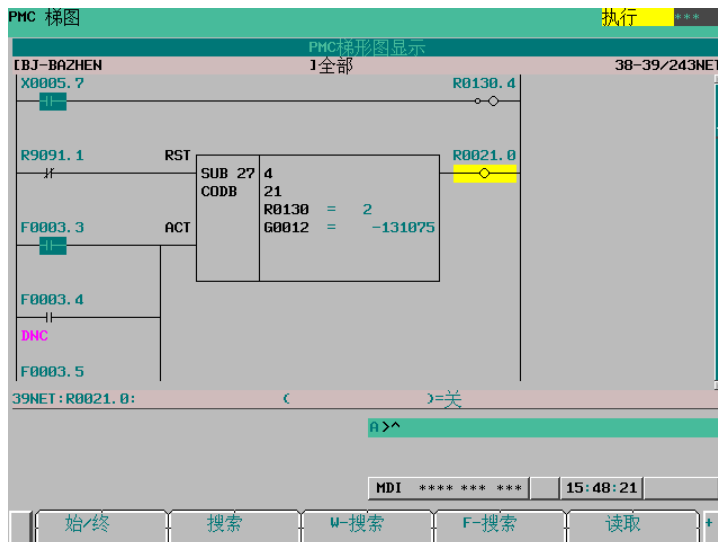 PMC 梯图 执行 ***
PMC梯形图显示
[BJ-BAZHEN ]全部 38-39/243NET
X0005.7 R0130.4
R9091.1 RST R0021.0
SUB 27 4
CODB 21
R0130 = 2
F0003.3 ACT G0012 = -131075
F0003.4
DNC
F0003.5
39NET:R0021.0: ( )=关
A>^
MDI **** *** *** 15:48:21
始/终 搜索 W-搜索 F-搜索 读取 +